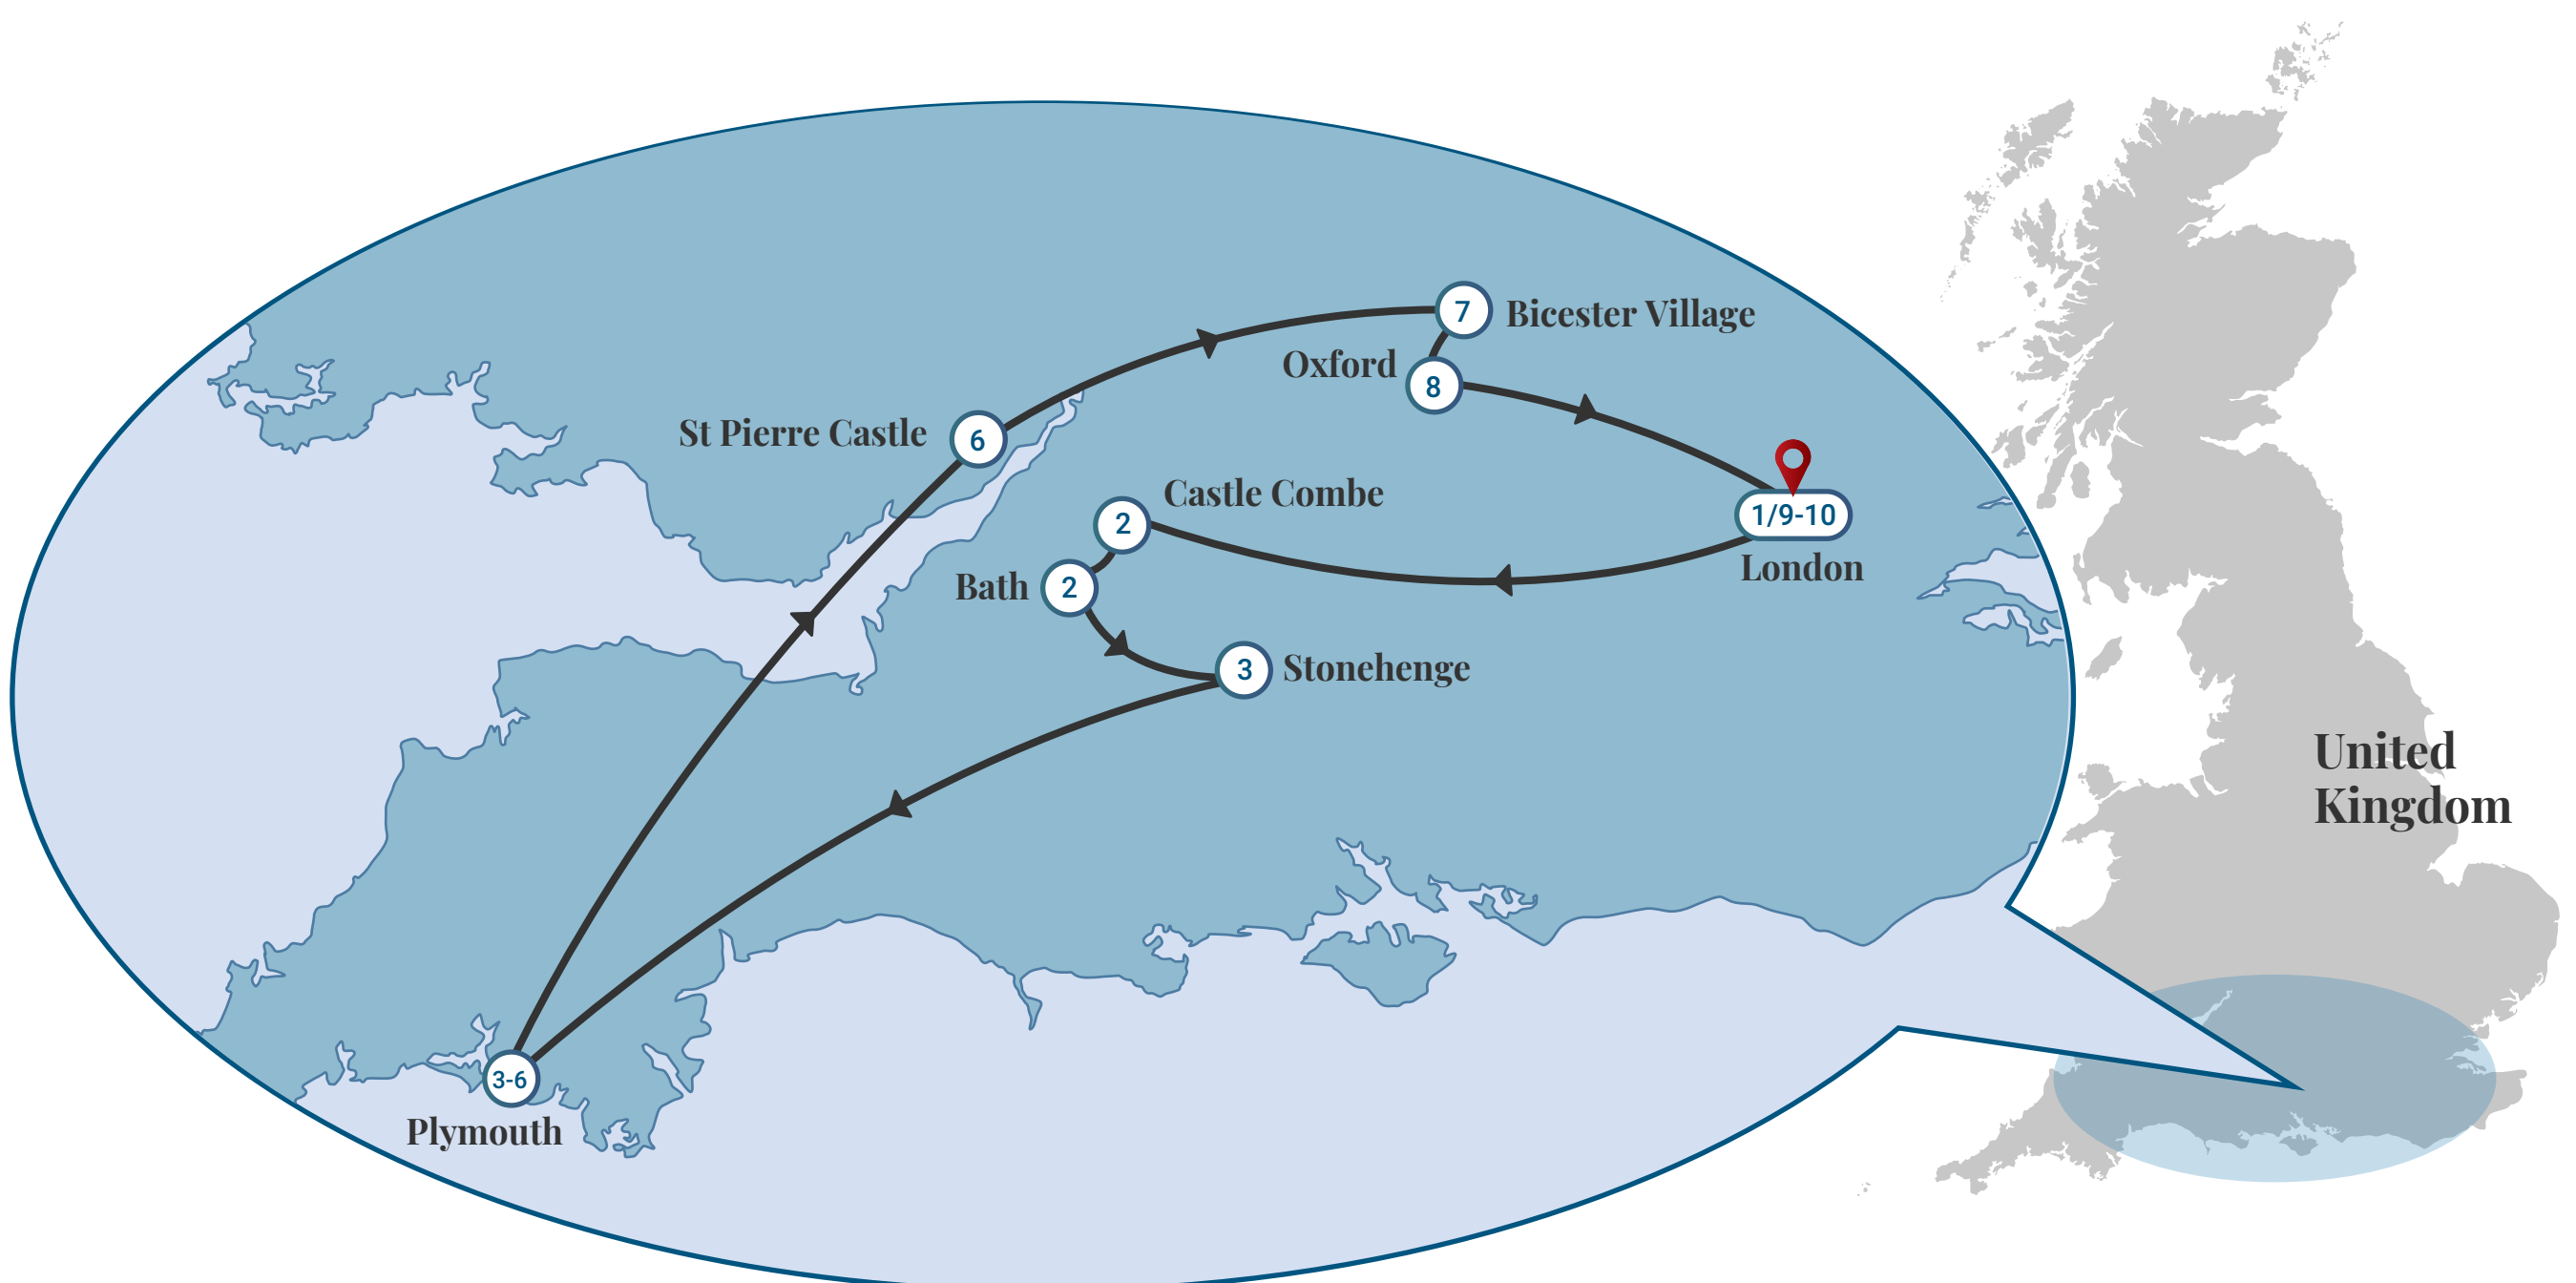 7
Bicester Village
Oxford
8
St Pierre Castle
6
Castle Combe
2
1/9-10
London
Bath
2
3
Stonehenge
United
Kingdom
3-6
Plymouth